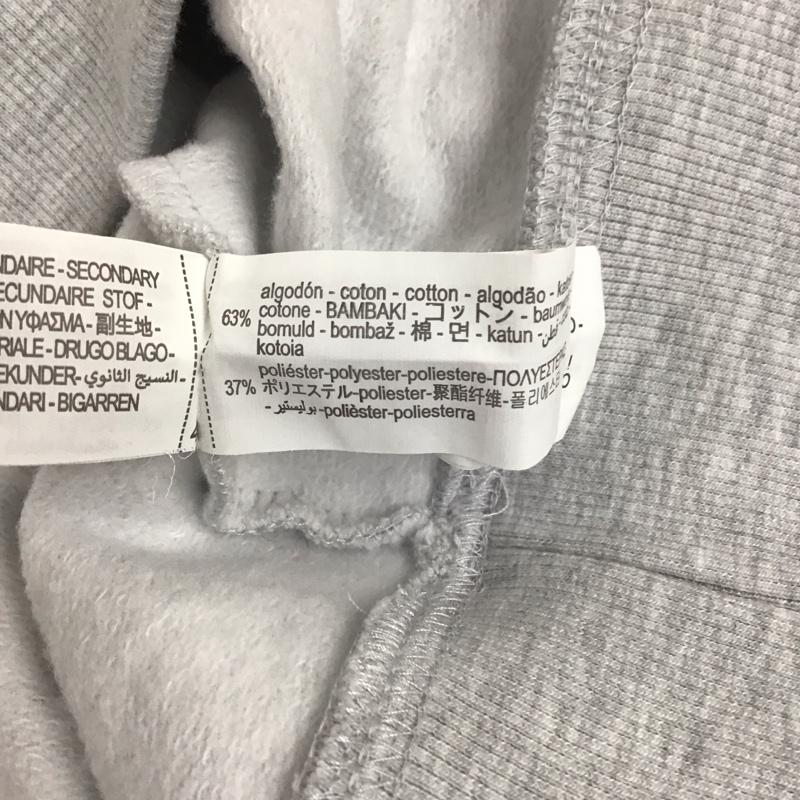 NDAIRE - SECONDARY
ECUNDAIRE STOF -
ΟΝ ΥΦΑΣΜΑ - 副生地 -
RIALE - DRUGO BLAGO -
EKUNDER - النسيج الثانوي -
NDARI - BIGARREN
63%
algodón - coton - cotton - algodão -
cotone - BAMBAKI - コットン -
bomuld - bombaž - 棉 - 면 - katun - قطن -
kotoia
37%
poliéster-polyester-poliestere-ΠΟΛΥΕΣΤΕΡ
ポリエステル-poliester-聚酯纤维-폴리에스
- بوليستير-polièster-poliesterra